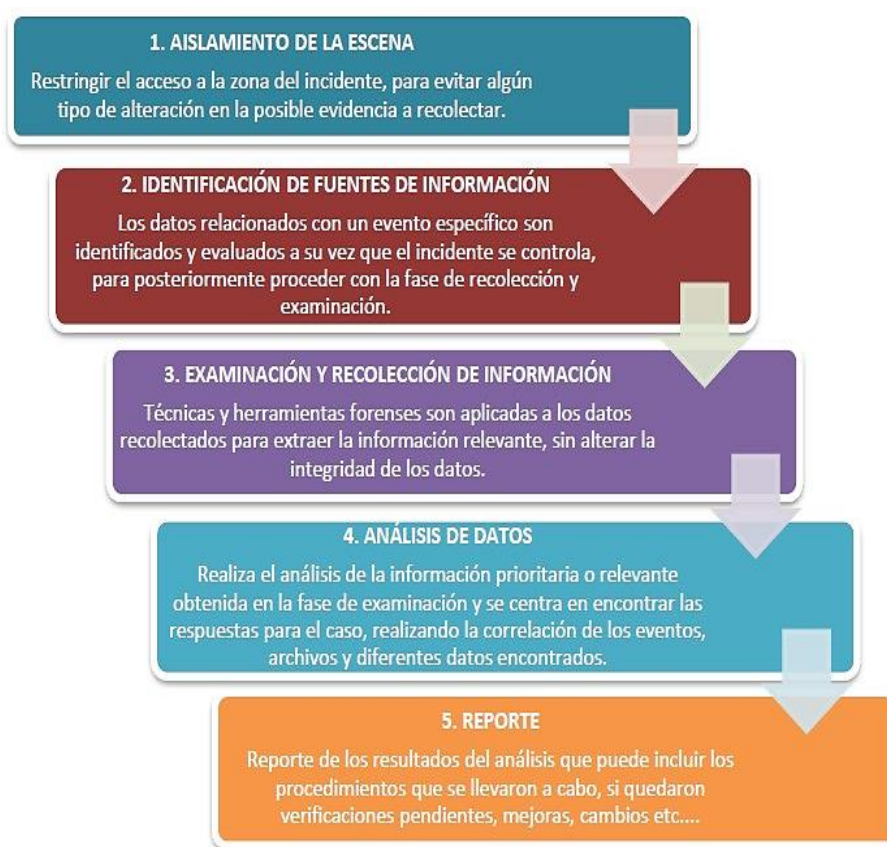 1. AISLAMIENTO DE LA ESCENA
Restringir el acceso a la zona del incidente, para evitar algún
tipo de alteración en la posible evidencia a recolectar.
2. IDENTIFICACIÓN DE FUENTES DE INFORMACIÓN
Los datos relacionados con un evento específico son
identificados y evaluados a su vez que el incidente se controla,
para posteriormente proceder con la fase de recolección y
examinación.
3. EXAMINACIÓN Y RECOLECCIÓN DE INFORMACIÓN
Técnicas y herramientas forenses son aplicadas a los datos
recolectados para extraer la información relevante, sin alterar la
integridad de los datos.
4. ANÁLISIS DE DATOS
Realiza el análisis de la información prioritaria o relevante
obtenida en la fase de examinación y se centra en encontrar las
respuestas para el caso, realizando la correlación de los eventos,
archivos y diferentes datos encontrados.
5. REPORTE
Reporte de los resultados del análisis que puede incluir los
procedimientos que se llevaron a cabo, si quedaron
verificaciones pendientes, mejoras, cambios etc....